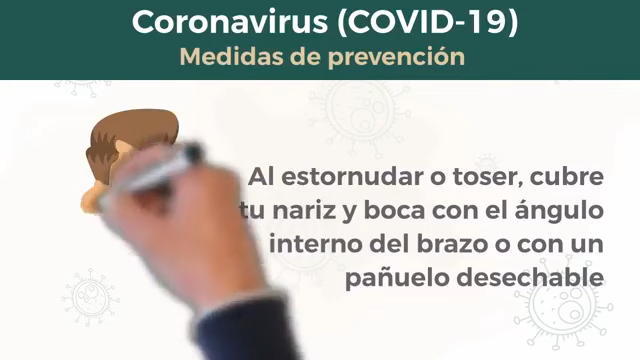 Coronavirus (COVID-19)
Medidas de prevención
Al estornudar o toser, cubre
tu nariz y boca con el ángulo
interno del brazo o con un
pañuelo desechable